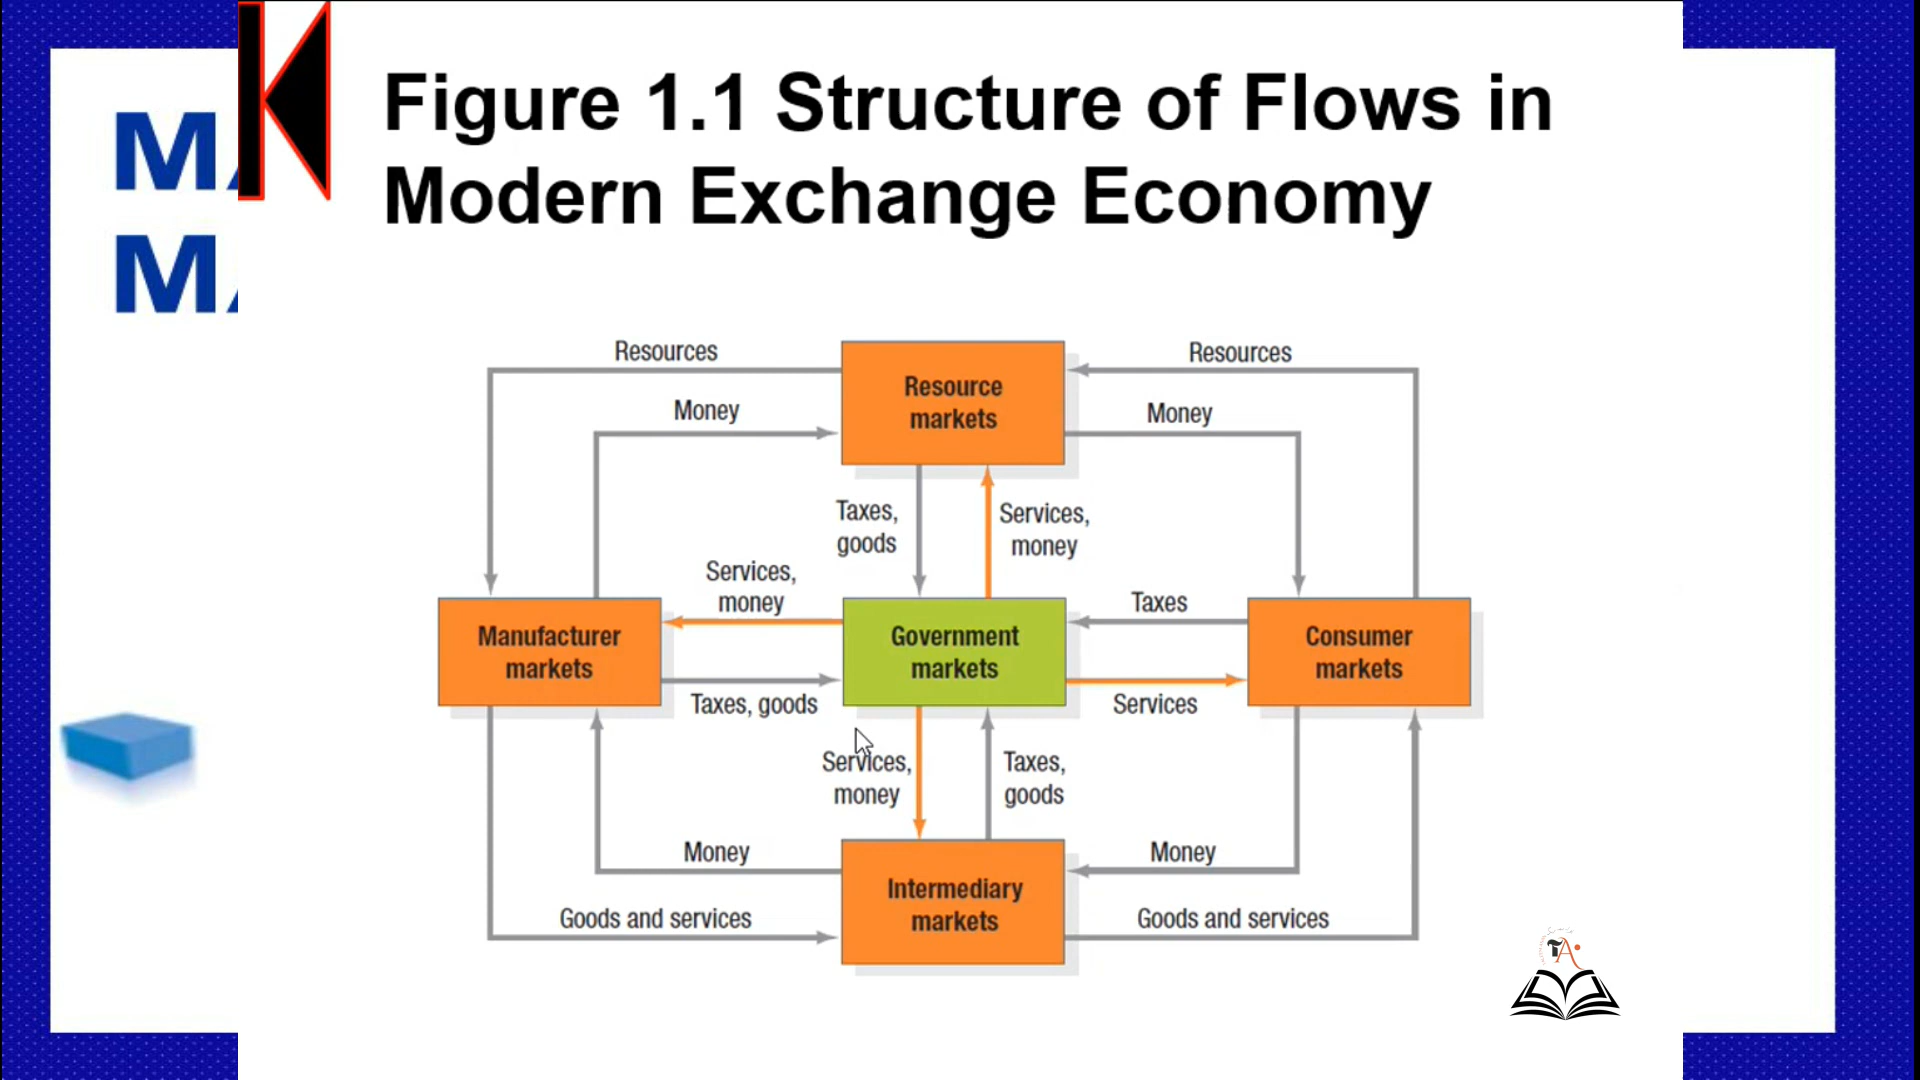 Figure 1.1 Structure of Flows in
Modern Exchange Economy
M
M
Resources
Resources
Resource
markets
Money
Money
Taxes,
goods
Services,
money
Services,
money
Taxes
Manufacturer
markets
Government
markets
Consumer
markets
Taxes, goods
Services
Services,
money
Taxes,
goods
Money
Money
Intermediary
markets
Goods and services
Goods and services